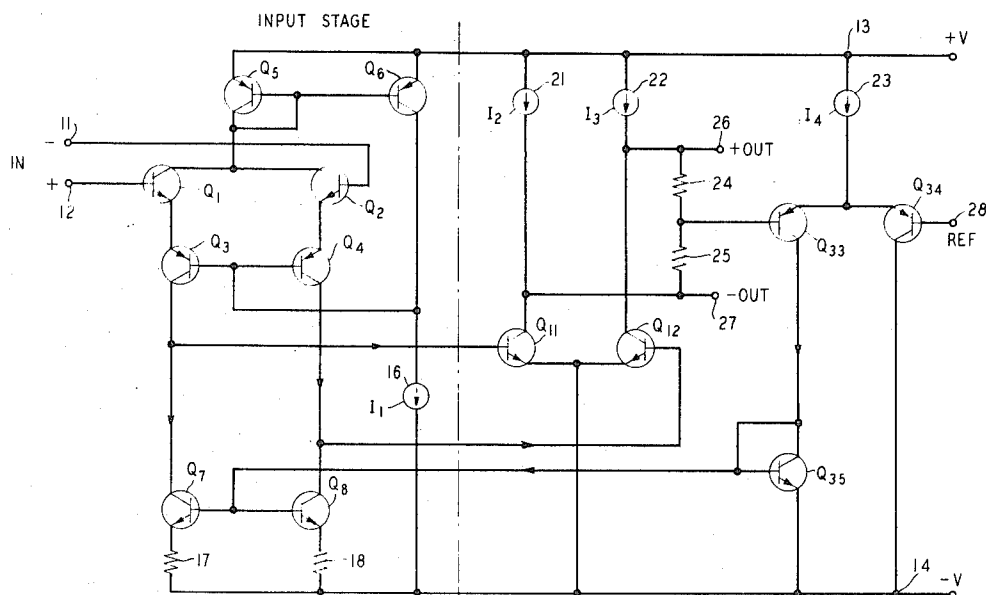 INPUT STAGE
13
+V
Q5
Q6
21
22
23
I2
I3
I4
11
-
IN
+
12
Q1
Q2
26
+OUT
24
Q34
28
REF
Q33
Q3
Q4
25
-OUT
27
Q11
Q12
16
I1
Q7
Q8
Q35
17
18
14
-V